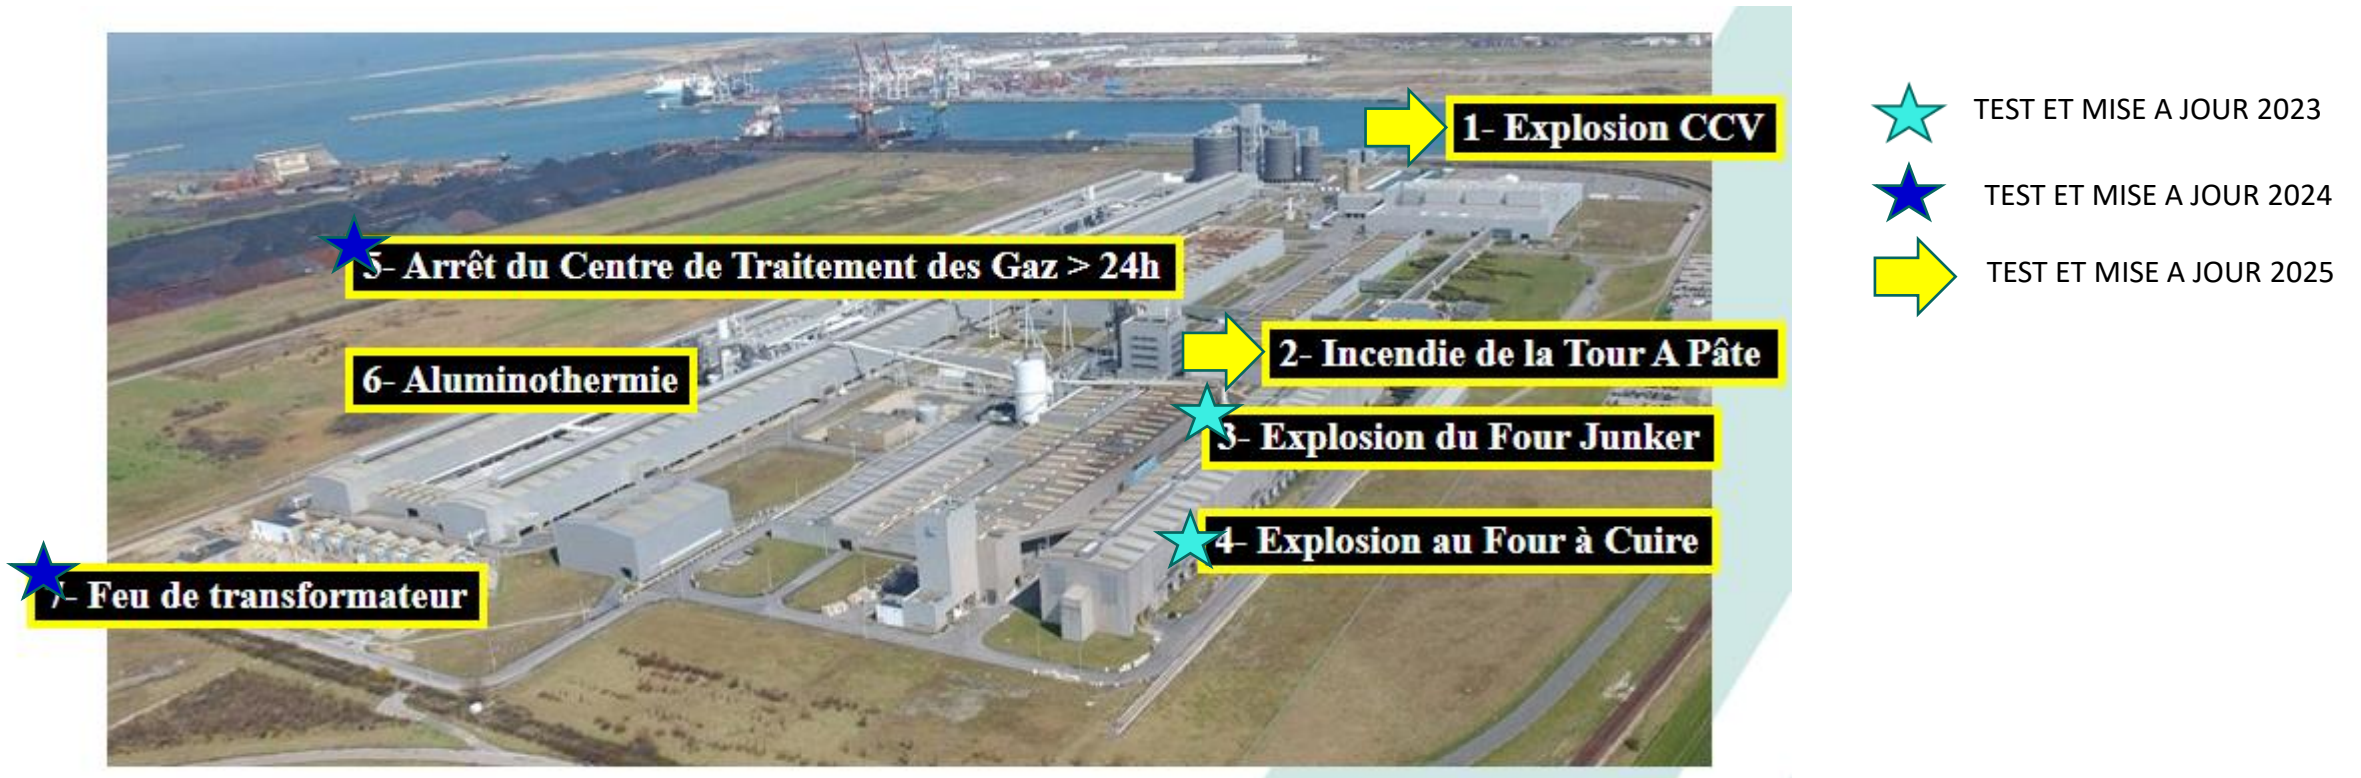 1- Explosion CCV
TEST ET MISE A JOUR 2023
TEST ET MISE A JOUR 2024
5- Arrêt du Centre de Traitement des Gaz > 24h
TEST ET MISE A JOUR 2025
2- Incendie de la Tour A Pâte
6- Aluminothermie
3- Explosion du Four Junker
4- Explosion au Four à Cuire
7- Feu de transformateur